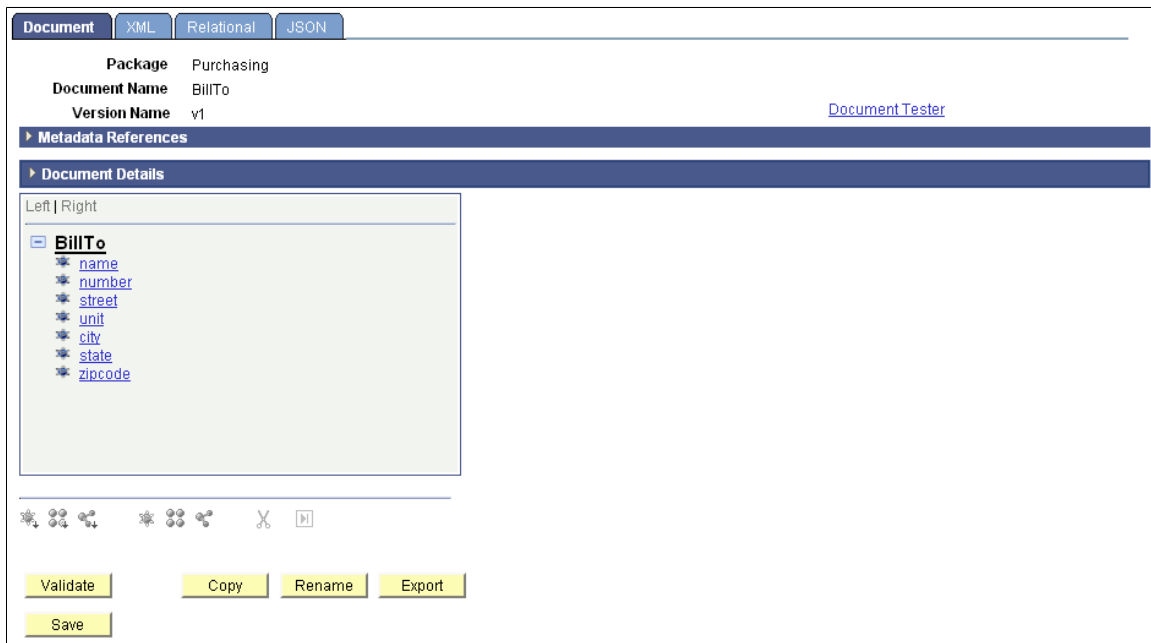 Document XML Relational JSON
Package Purchasing
Document Name BillTo
Version Name v1 Document Tester
Metadata References
Document Details
Left | Right
BillTo
name
number
street
unit
city
state
zipcode
Validate Copy Rename Export
Save